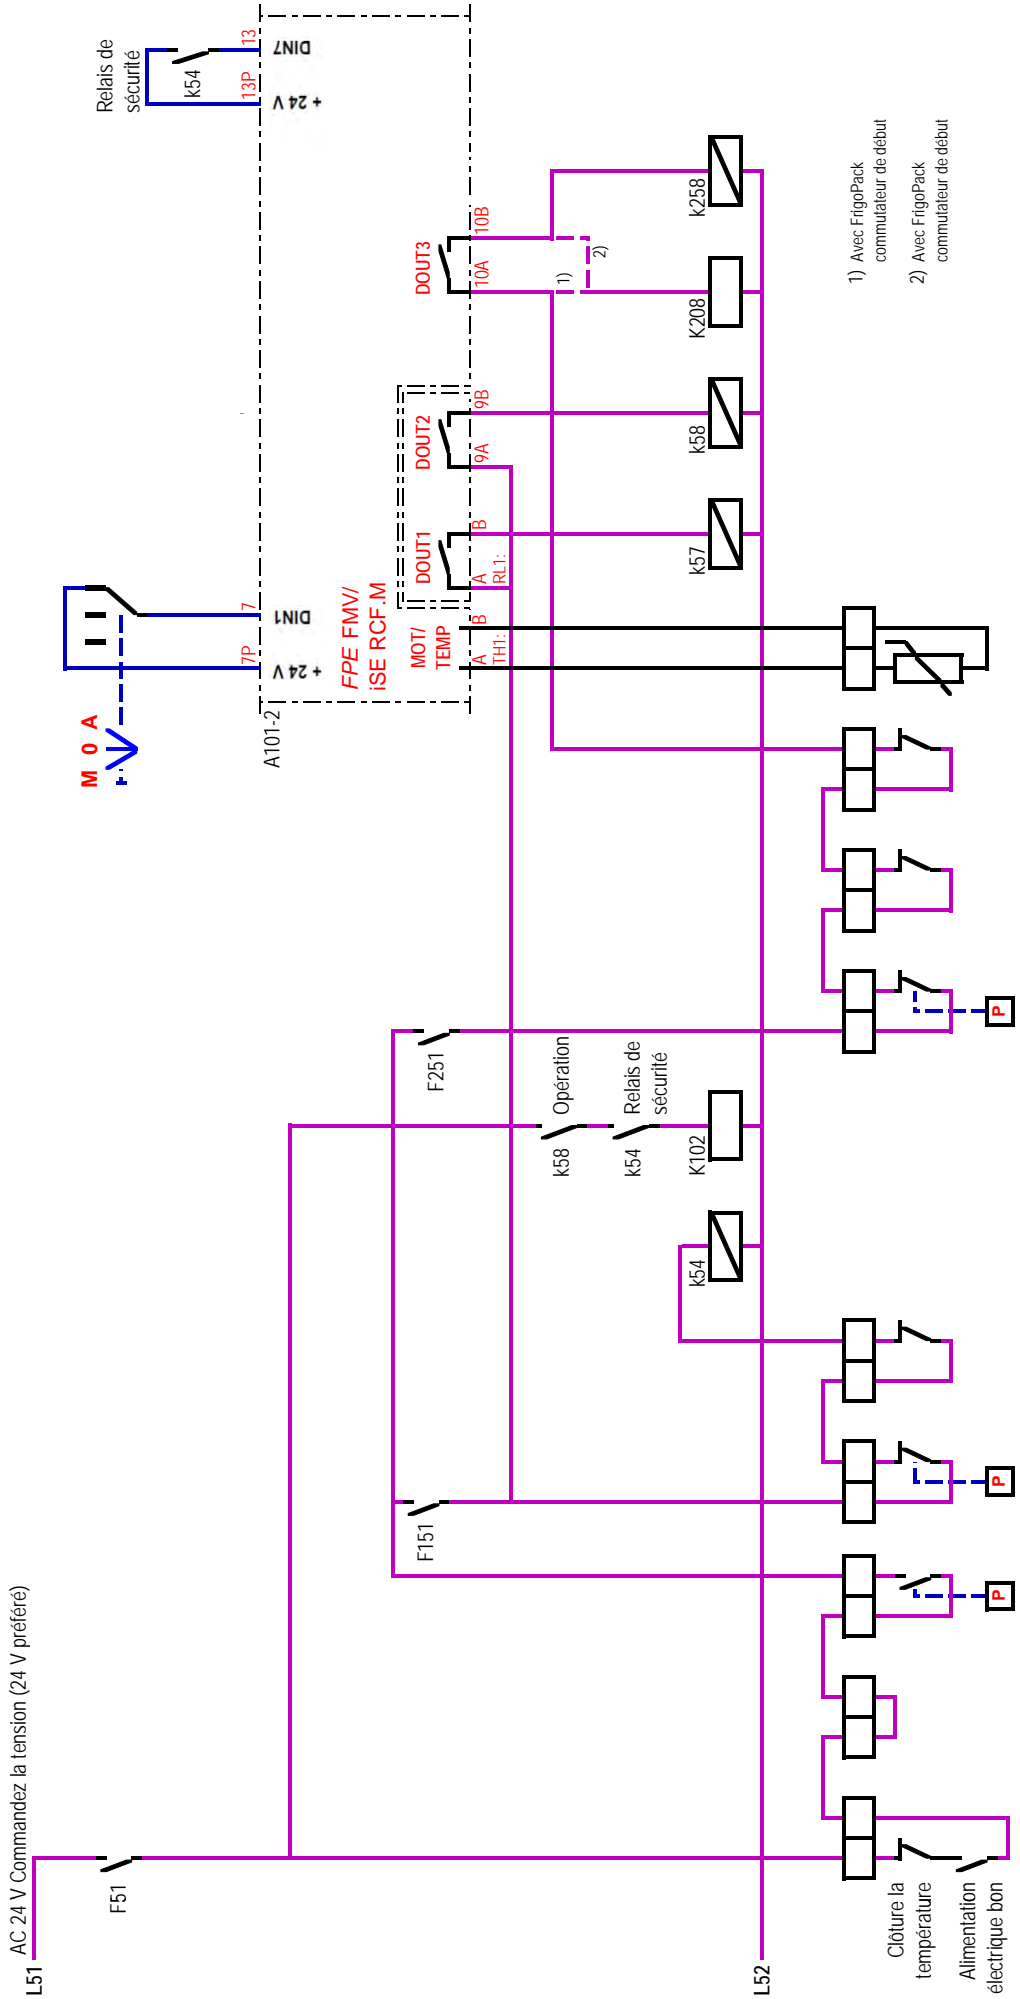 AC 24 V Commandez la tension (24 V préféré)
L51
F51
L52
Clôture la
température
Alimentation
électrique bon
P
F151
P
k54
K102
k58
Opération
k54
Relais de
sécurité
F251
P
M 0 A
A101-2
7P
7
+ 24 V
DIN1
FPE FMV/
iSE RCF.M
MOT/
TEMP
A
B
TH1:
DOUT1
A
B
RL1:
DOUT2
9A
9B
DOUT3
10A
10B
1)
2)
k57
k58
K208
k258
Relais de
sécurité
k54
13P
13
+ 24 V
DIN7
1) Avec FrigoPack
commutateur de début
2) Avec FrigoPack
commutateur de début